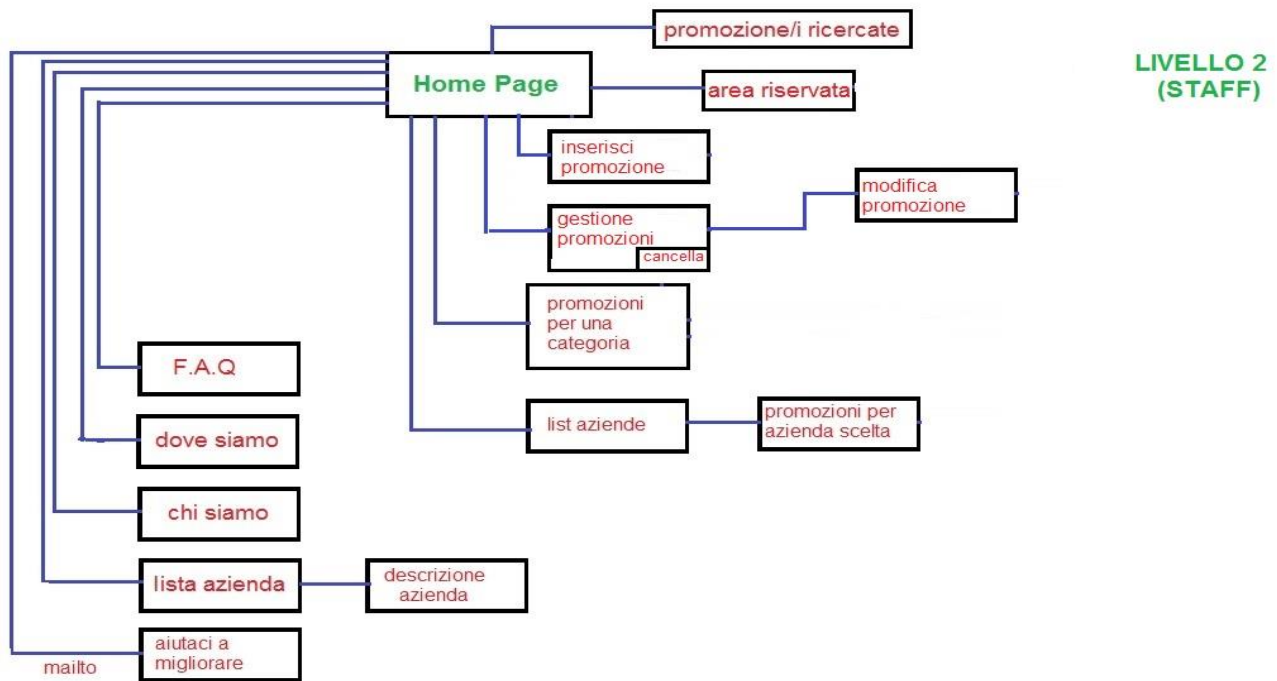 promozione/i ricercate
LIVELLO 2
(STAFF)
Home Page
area riservata
inserisci
promozione
modifica
promozione
gestione
promozioni
cancella
promozioni
per una
categoria
F.A.Q
list aziende
promozioni per
azienda scelta
dove siamo
chi siamo
lista azienda
descrizione
azienda
aiutaci a
migliorare
mailto